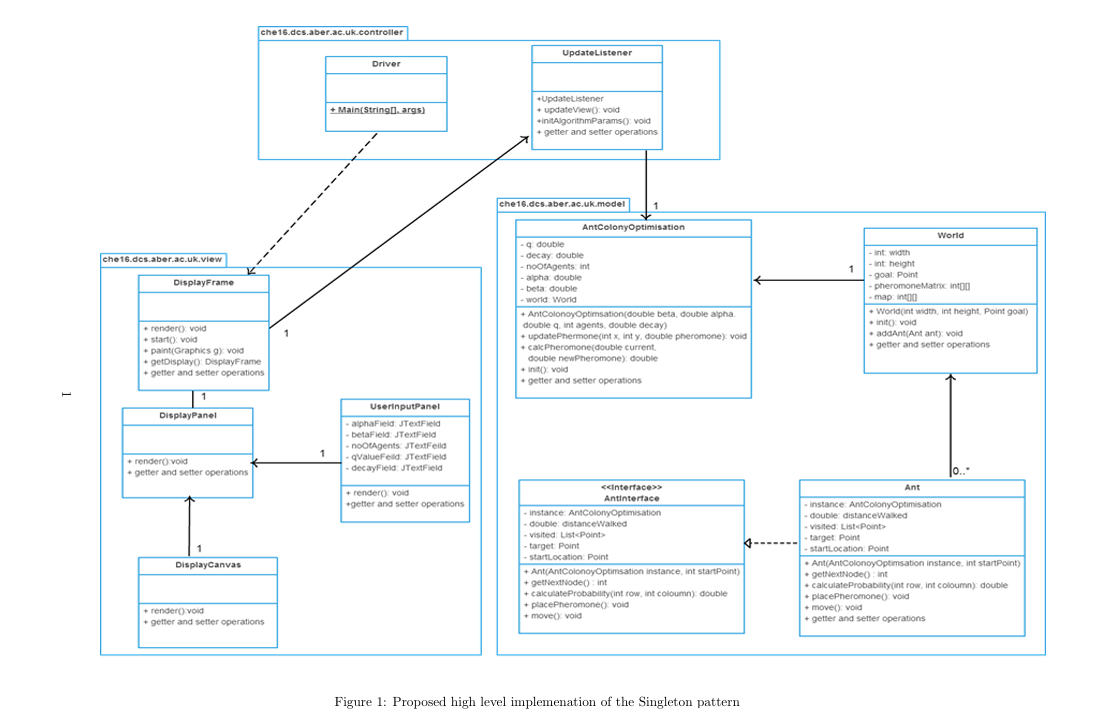 che16.dcs.aber.ac.uk.controller
Driver
+ Main(String[], args)
UpdateListener
+UpdateListener
+ updateView(): void
+initAlgorithmParams(): void
+ getter and setter operations
1
che16.dcs.aber.ac.uk.model
AntColonyOptimisation
- q: double
- decay: double
- noOfAgents: int
- alpha: double
- beta: double
- world: World
+ AntColonoyOptimsation(double beta, double alpha.
double q, int agents, double decay)
+ updatePhermone(int x, int y, double pheromone): void
+ calcPheromone(double current,
double newPheromone): double
+ init(): void
+ getter and setter operations
1
World
- int: width
- int: height
- goal: Point
- pheromoneMatrix: int[][]
- map: int[][]
+ World(int width, int height, Point goal)
+ init(): void
+ addAnt(Ant ant): void
+ getter and setter operations
0..*
<<Interface>>
AntInterface
- instance: AntColonyOptimisation
- double: distanceWalked
- visited: List<Point>
- target: Point
- startLocation: Point
+ Ant(AntColonoyOptimsation instance, int startPoint)
+ getNextNode() : int
+ calculateProbability(int row, int coloumn): double
+ placePheromone(): void
+ move(): void
Ant
- instance: AntColonyOptimisation
- double: distanceWalked
- visited: List<Point>
- target: Point
- startLocation: Point
+ Ant(AntColonoyOptimsation instance, int startPoint)
+ getNextNode() : int
+ calculateProbability(int row, int coloumn): double
+ placePheromone(): void
+ move(): void
+ getter and setter operations
che16.dcs.aber.ac.uk.view
DisplayFrame
+ render(): void
+ start(): void
+ paint(Graphics g): void
+ getDisplay(): DisplayFrame
+ getter and setter operations
1
1
DisplayPanel
+ render():void
+ getter and setter operations
1
UserInputPanel
- alphaField: JTextField
- betaField: JTextField
- noOfAgents: JTextFeild
- qValueFeild: JTextField
- decayField: JTextField
+ render(): void
+getter and setter operations
1
DisplayCanvas
+ render():void
+ getter and setter operations
1
Figure 1: Proposed high level implemenation of the Singleton pattern